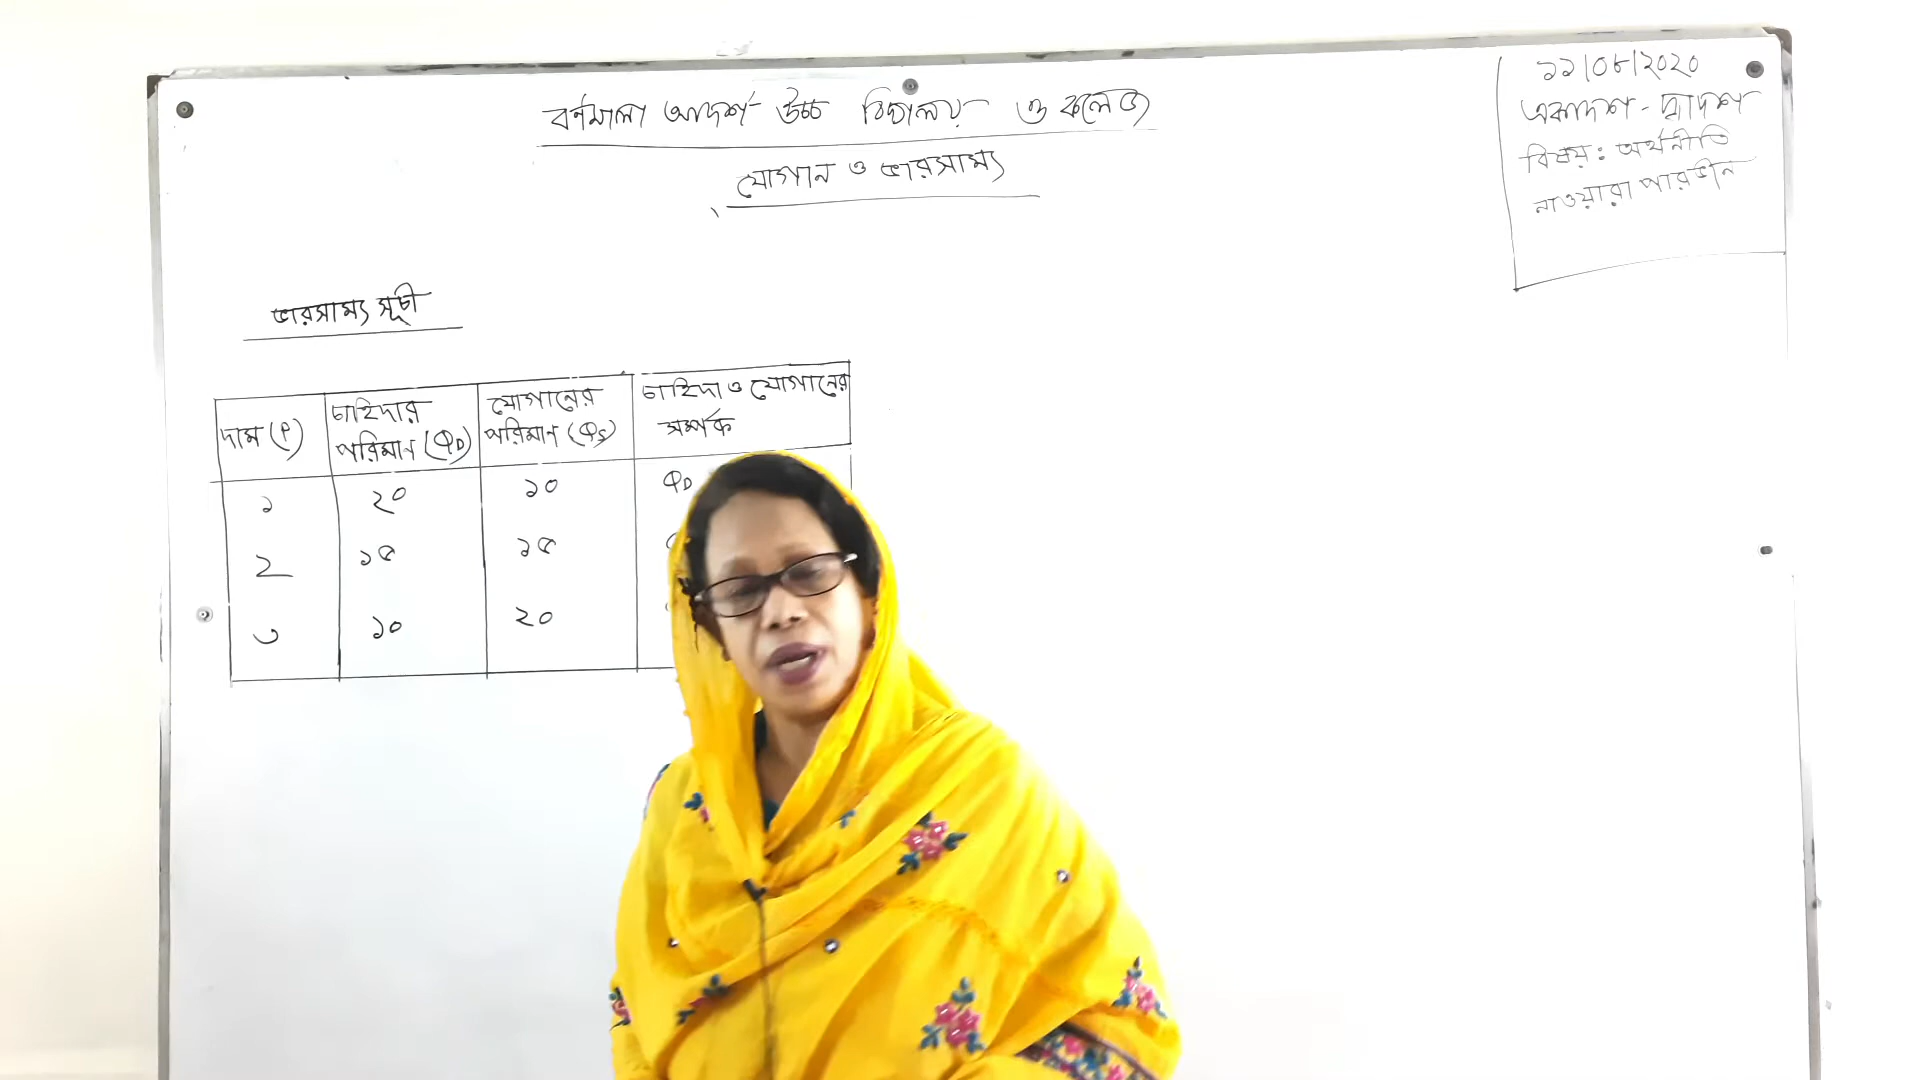 বর্ণমালা আদর্শ উচ্চ বিদ্যালয় ও কলেজ
যোগান ও ভারসাম্য
১১/০৮/২০২০
একাদশ - দ্বাদশ
বিষয়: অর্থনীতি
নাওয়ারা পারভীন
ভারসাম্য সূচী
দাম (P) চাহিদার পরিমান (QD) যোগানের পরিমান (QS) চাহিদা ও যোগানের সম্পর্ক
১ ২০ ১০ QD
২ ১৫ ১৫
৩ ১০ ২০